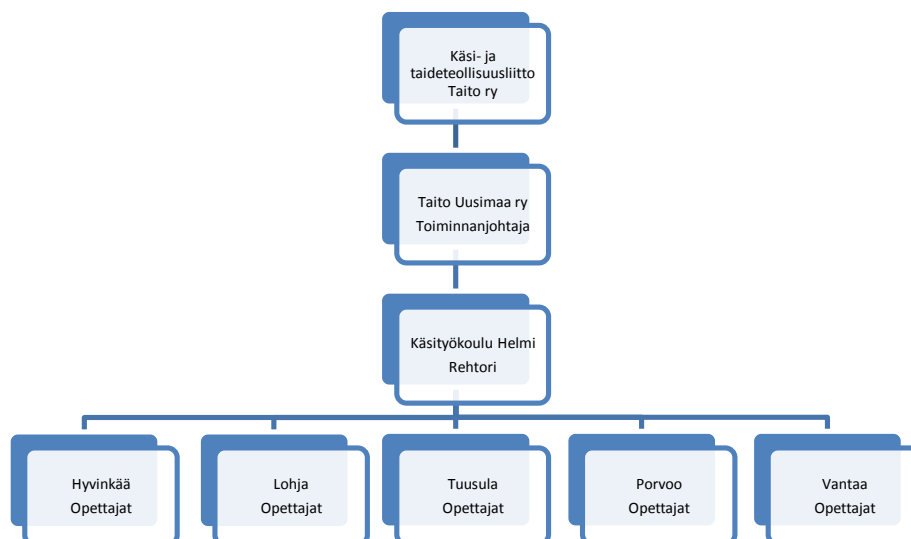 Käsi- ja
taideteollisuusliitto
Taito ry
Taito Uusimaa ry
Toiminnanjohtaja
Käsityökoulu Helmi
Rehtori
Hyvinkää
Opettajat
Lohja
Opettajat
Tuusula
Opettajat
Porvoo
Opettajat
Vantaa
Opettajat